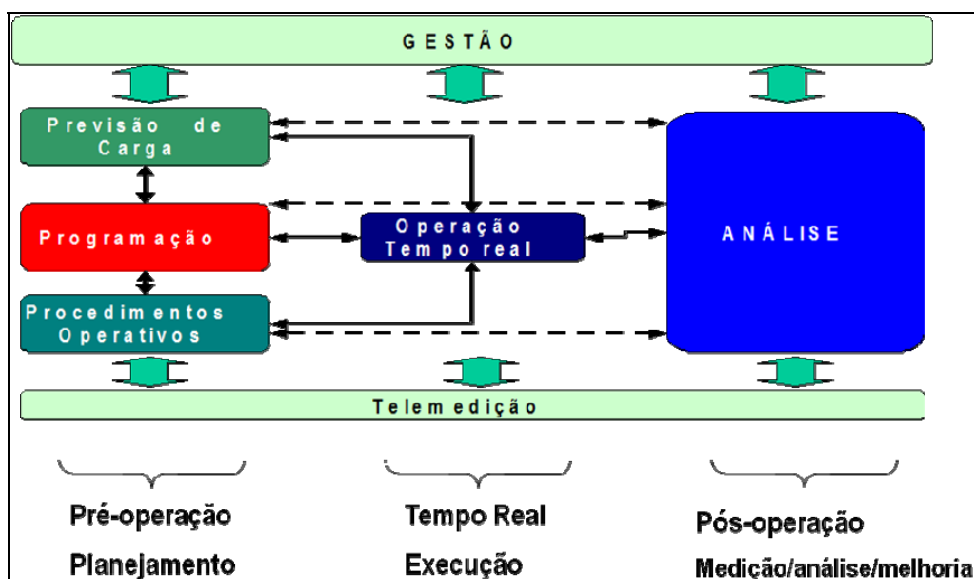 GESTÃO
Previsão de
Carga
Programação
Operação
Tempo real
ANÁLISE
Procedimentos
Operativos
Telemedição
Pré-operação
Planejamento
Tempo Real
Execução
Pós-operação
Medição/análise/melhoria